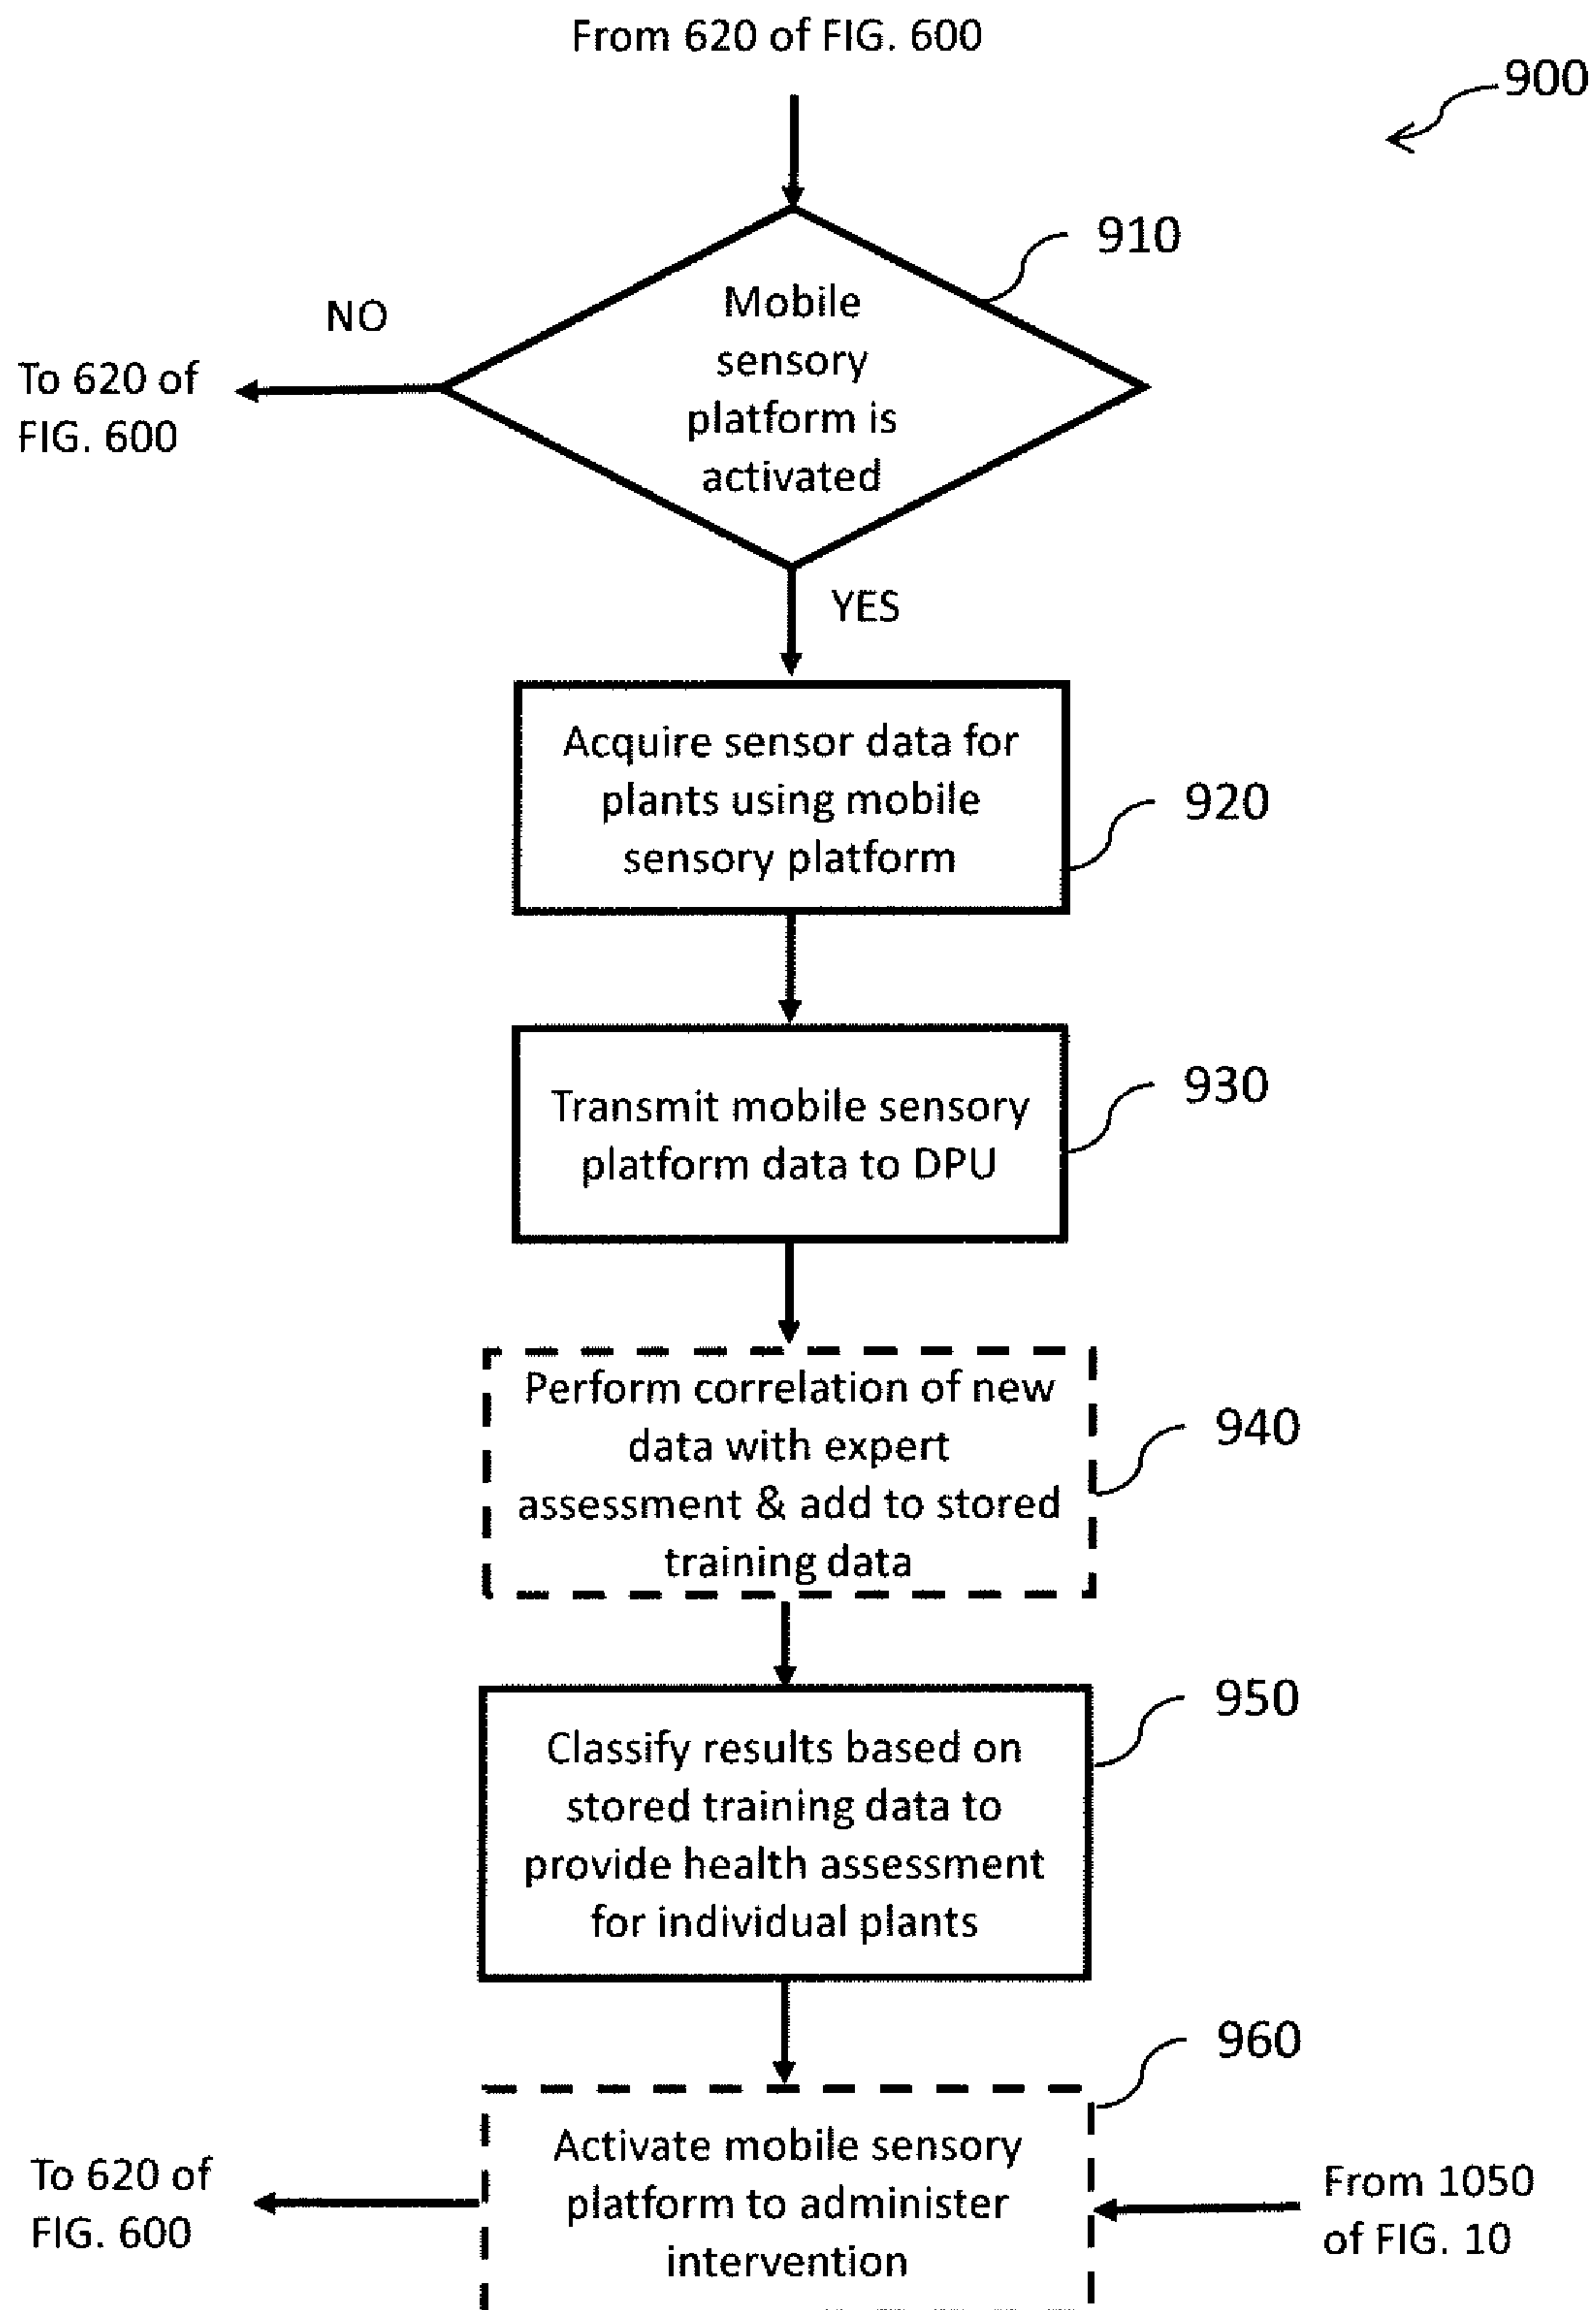 From 620 of FIG. 600
900
910
Mobile
sensory
platform is
activated
NO
To 620 of
FIG. 600
YES
Acquire sensor data for
plants using mobile
sensory platform
920
Transmit mobile sensory
platform data to DPU
930
Perform correlation of new
data with expert
assessment & add to stored
training data
940
Classify results based on
stored training data to
provide health assessment
for individual plants
950
960
Activate mobile sensory
platform to administer
intervention
To 620 of
FIG. 600
From 1050
of FIG. 10